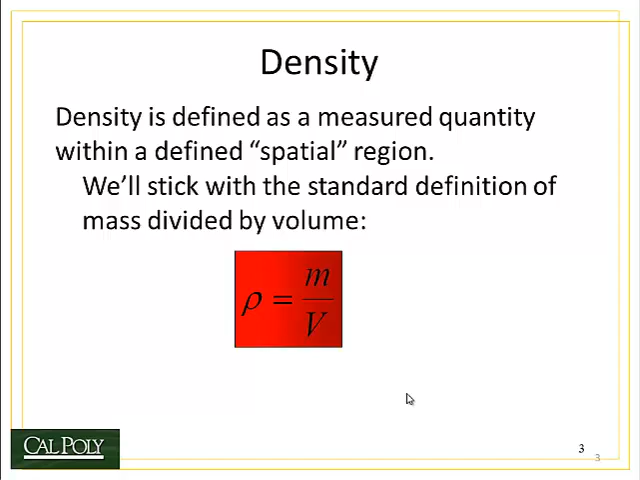 Density
Density is defined as a measured quantity
within a defined “spatial” region.
We’ll stick with the standard definition of
mass divided by volume:
ρ = m
V
CAL POLY
3
3